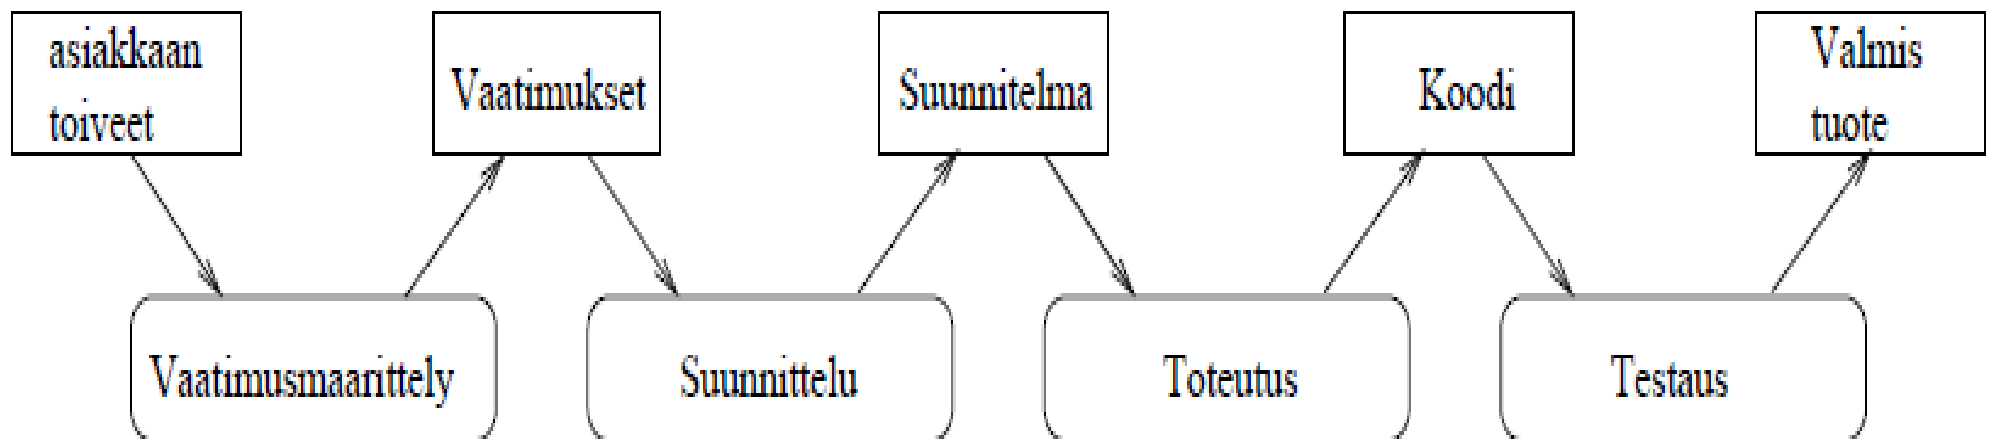 asiakkaan
toiveet
Vaatimukset
Suunnitelma
Koodi
Valmis
tuote
Vaatimusmaarittely
Suunnittelu
Toteutus
Testaus